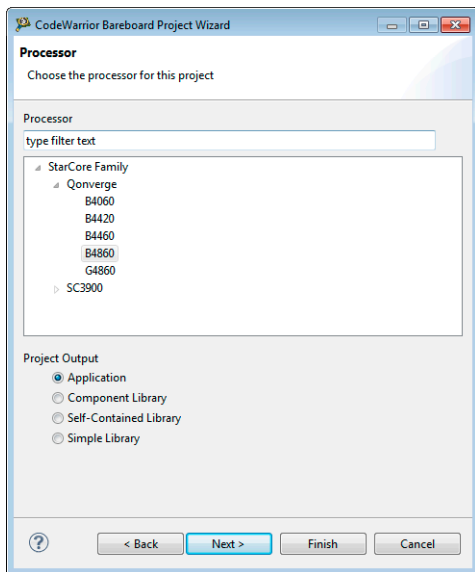 CodeWarrior Bareboard Project Wizard
Processor
Choose the processor for this project
Processor
type filter text
StarCore Family
Qonverge
B4060
B4420
B4460
B4860
G4860
SC3900
Project Output
Application
Component Library
Self-Contained Library
Simple Library
? < Back Next > Finish Cancel